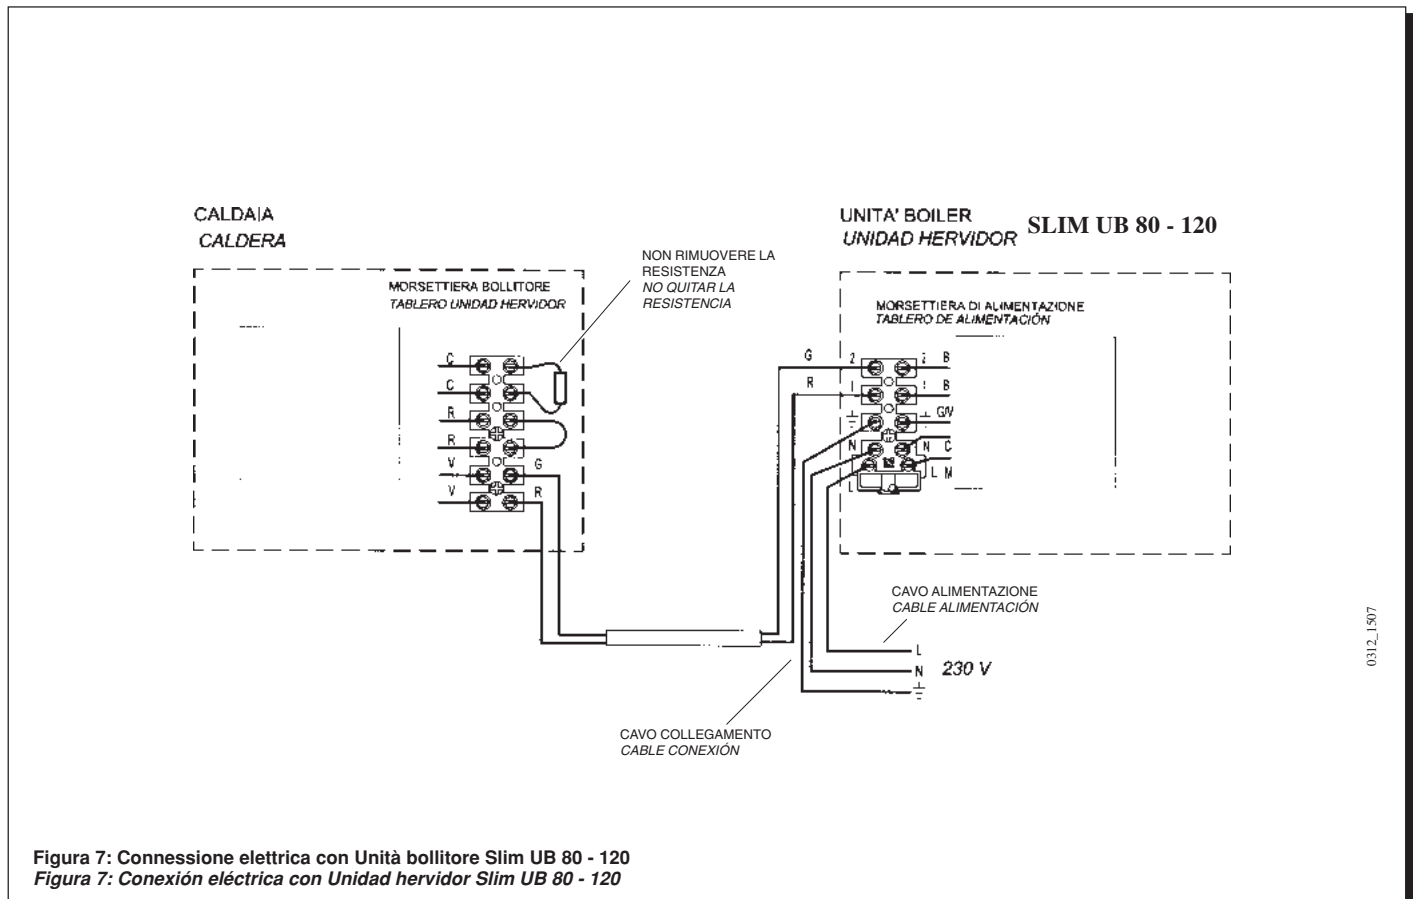 CALDAIA
CALDERA
UNITA' BOILER
UNIDAD HERVIDOR
SLIM UB 80 - 120
NON RIMUOVERE LA
RESISTENZA
NO QUITAR LA
RESISTENCIA
MORSETTIERA BOLLITORE
TABLERO UNIDAD HERVIDOR
MORSETTIERA DI ALIMENTAZIONE
TABLERO DE ALIMENTACIÓN
C
C
R
R
V
V
G
R
G
R
2
2 B
1
1 B
G/V
N
N C
L
L M
CAVO ALIMENTAZIONE
CABLE ALIMENTACIÓN
L
N
230 V
CAVO COLLEGAMENTO
CABLE CONEXIÓN
0312_1507
Figura 7: Connessione elettrica con Unità bollitore Slim UB 80 - 120
Figura 7: Conexión eléctrica con Unidad hervidor Slim UB 80 - 120